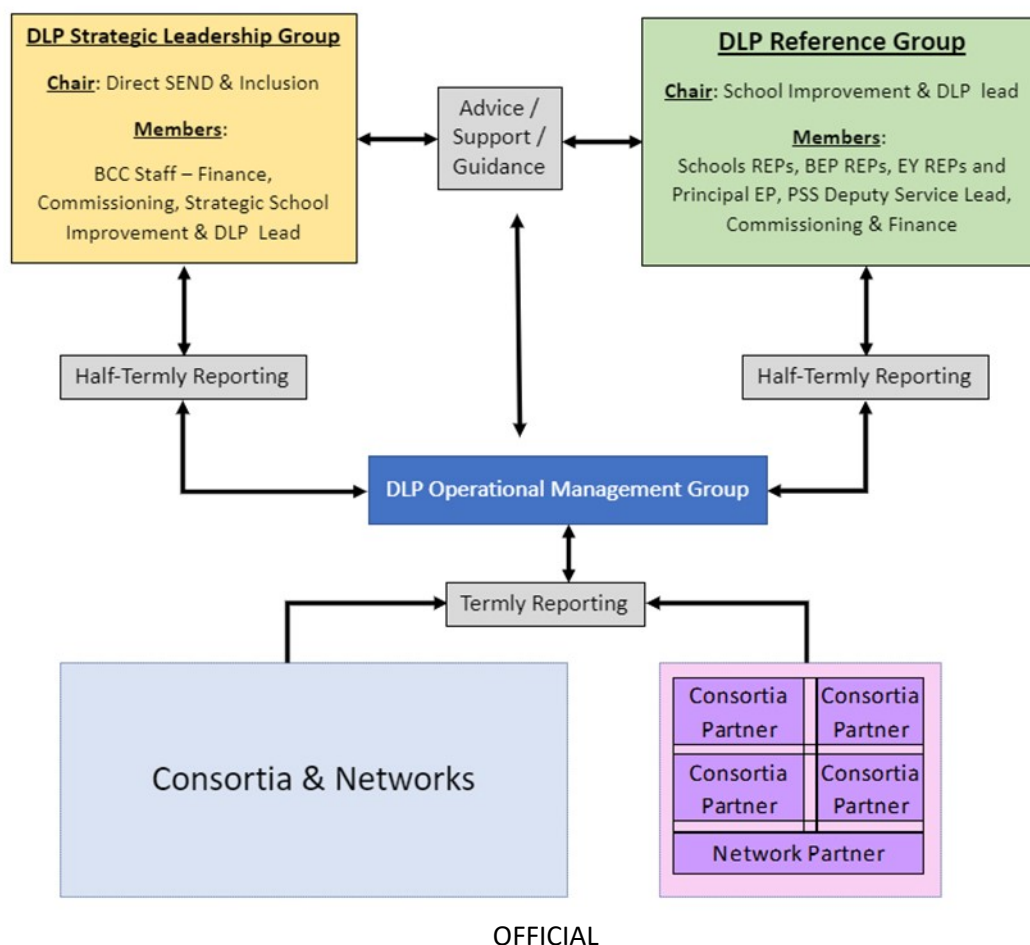 DLP Strategic Leadership Group
Chair: Direct SEND & Inclusion
Members:
BCC Staff – Finance,
Commissioning, Strategic School
Improvement & DLP Lead
Advice /
Support /
Guidance
DLP Reference Group
Chair: School Improvement & DLP lead
Members:
Schools REPs, BEP REPs, EY REPs and
Principal EP, PSS Deputy Service Lead,
Commissioning & Finance
Half-Termly Reporting
Half-Termly Reporting
DLP Operational Management Group
Termly Reporting
Consortia & Networks
Consortia
Partner
Consortia
Partner
Consortia
Partner
Consortia
Partner
Network Partner
OFFICIAL